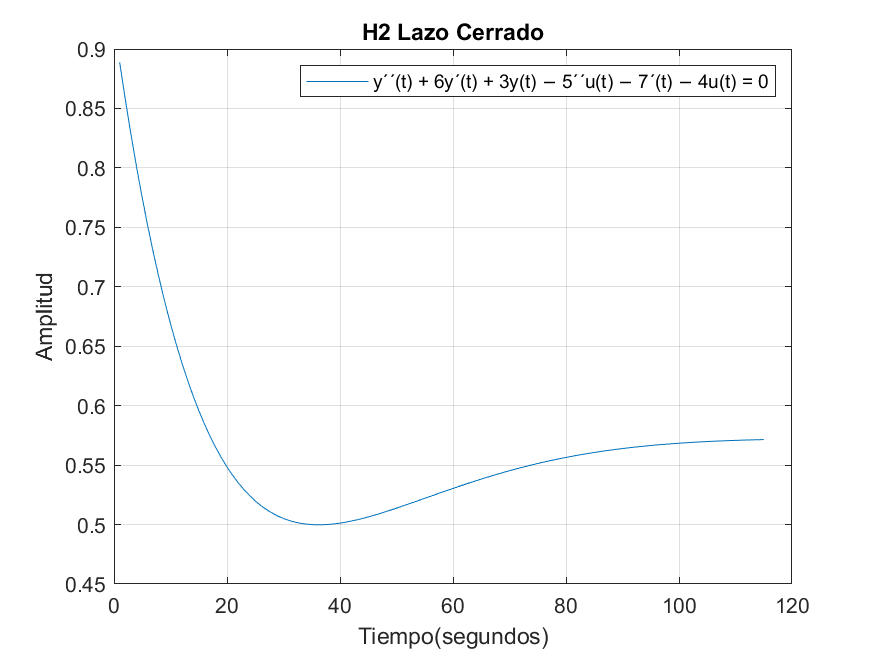 H2 Lazo Cerrado
y´´(t) + 6y´(t) + 3y(t) − 5´´u(t) − 7´(t) − 4u(t) = 0
0.9
0.85
0.8
0.75
0.7
0.65
0.6
0.55
0.5
0.45
Amplitud
0 20 40 60 80 100 120
Tiempo(segundos)